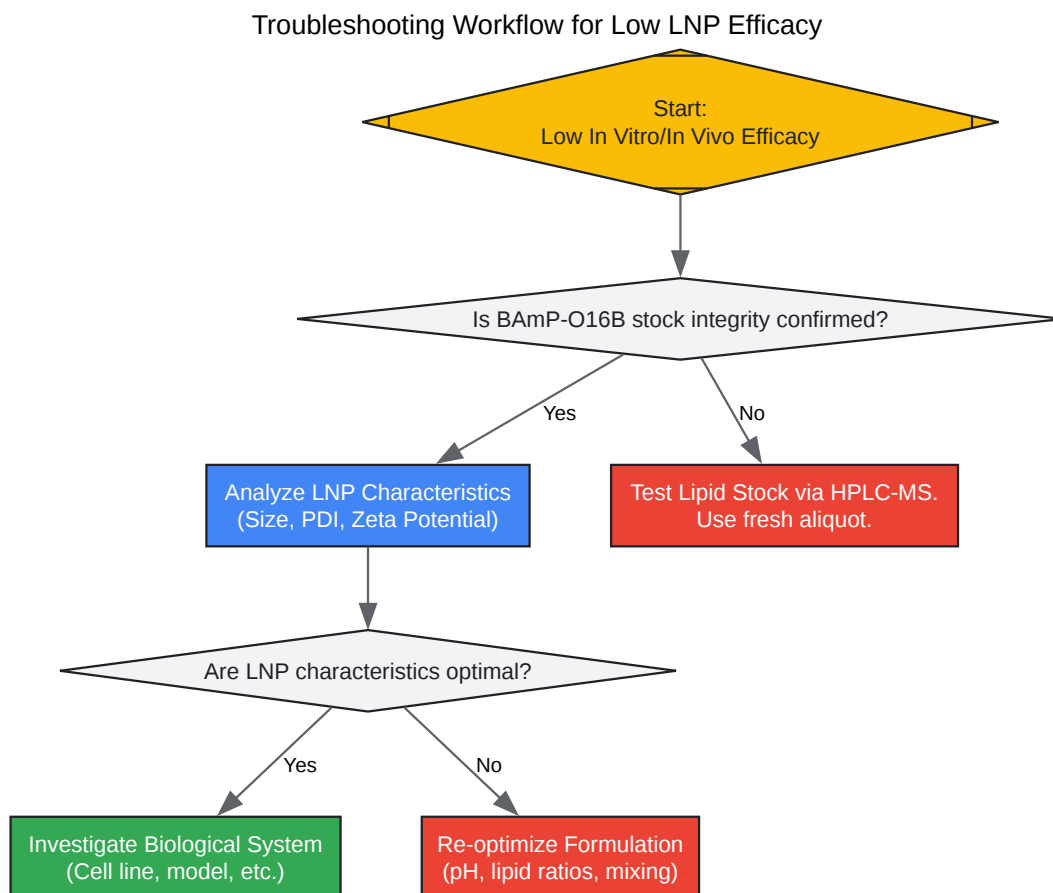 Troubleshooting Workflow for Low LNP Efficacy
Start:
Low In Vitro/In Vivo Efficacy
Is BAmP-O16B stock integrity confirmed?
Yes
No
Analyze LNP Characteristics
(Size, PDI, Zeta Potential)
Test Lipid Stock via HPLC-MS.
Use fresh aliquot.
Are LNP characteristics optimal?
Yes
No
Investigate Biological System
(Cell line, model, etc.)
Re-optimize Formulation
(pH, lipid ratios, mixing)